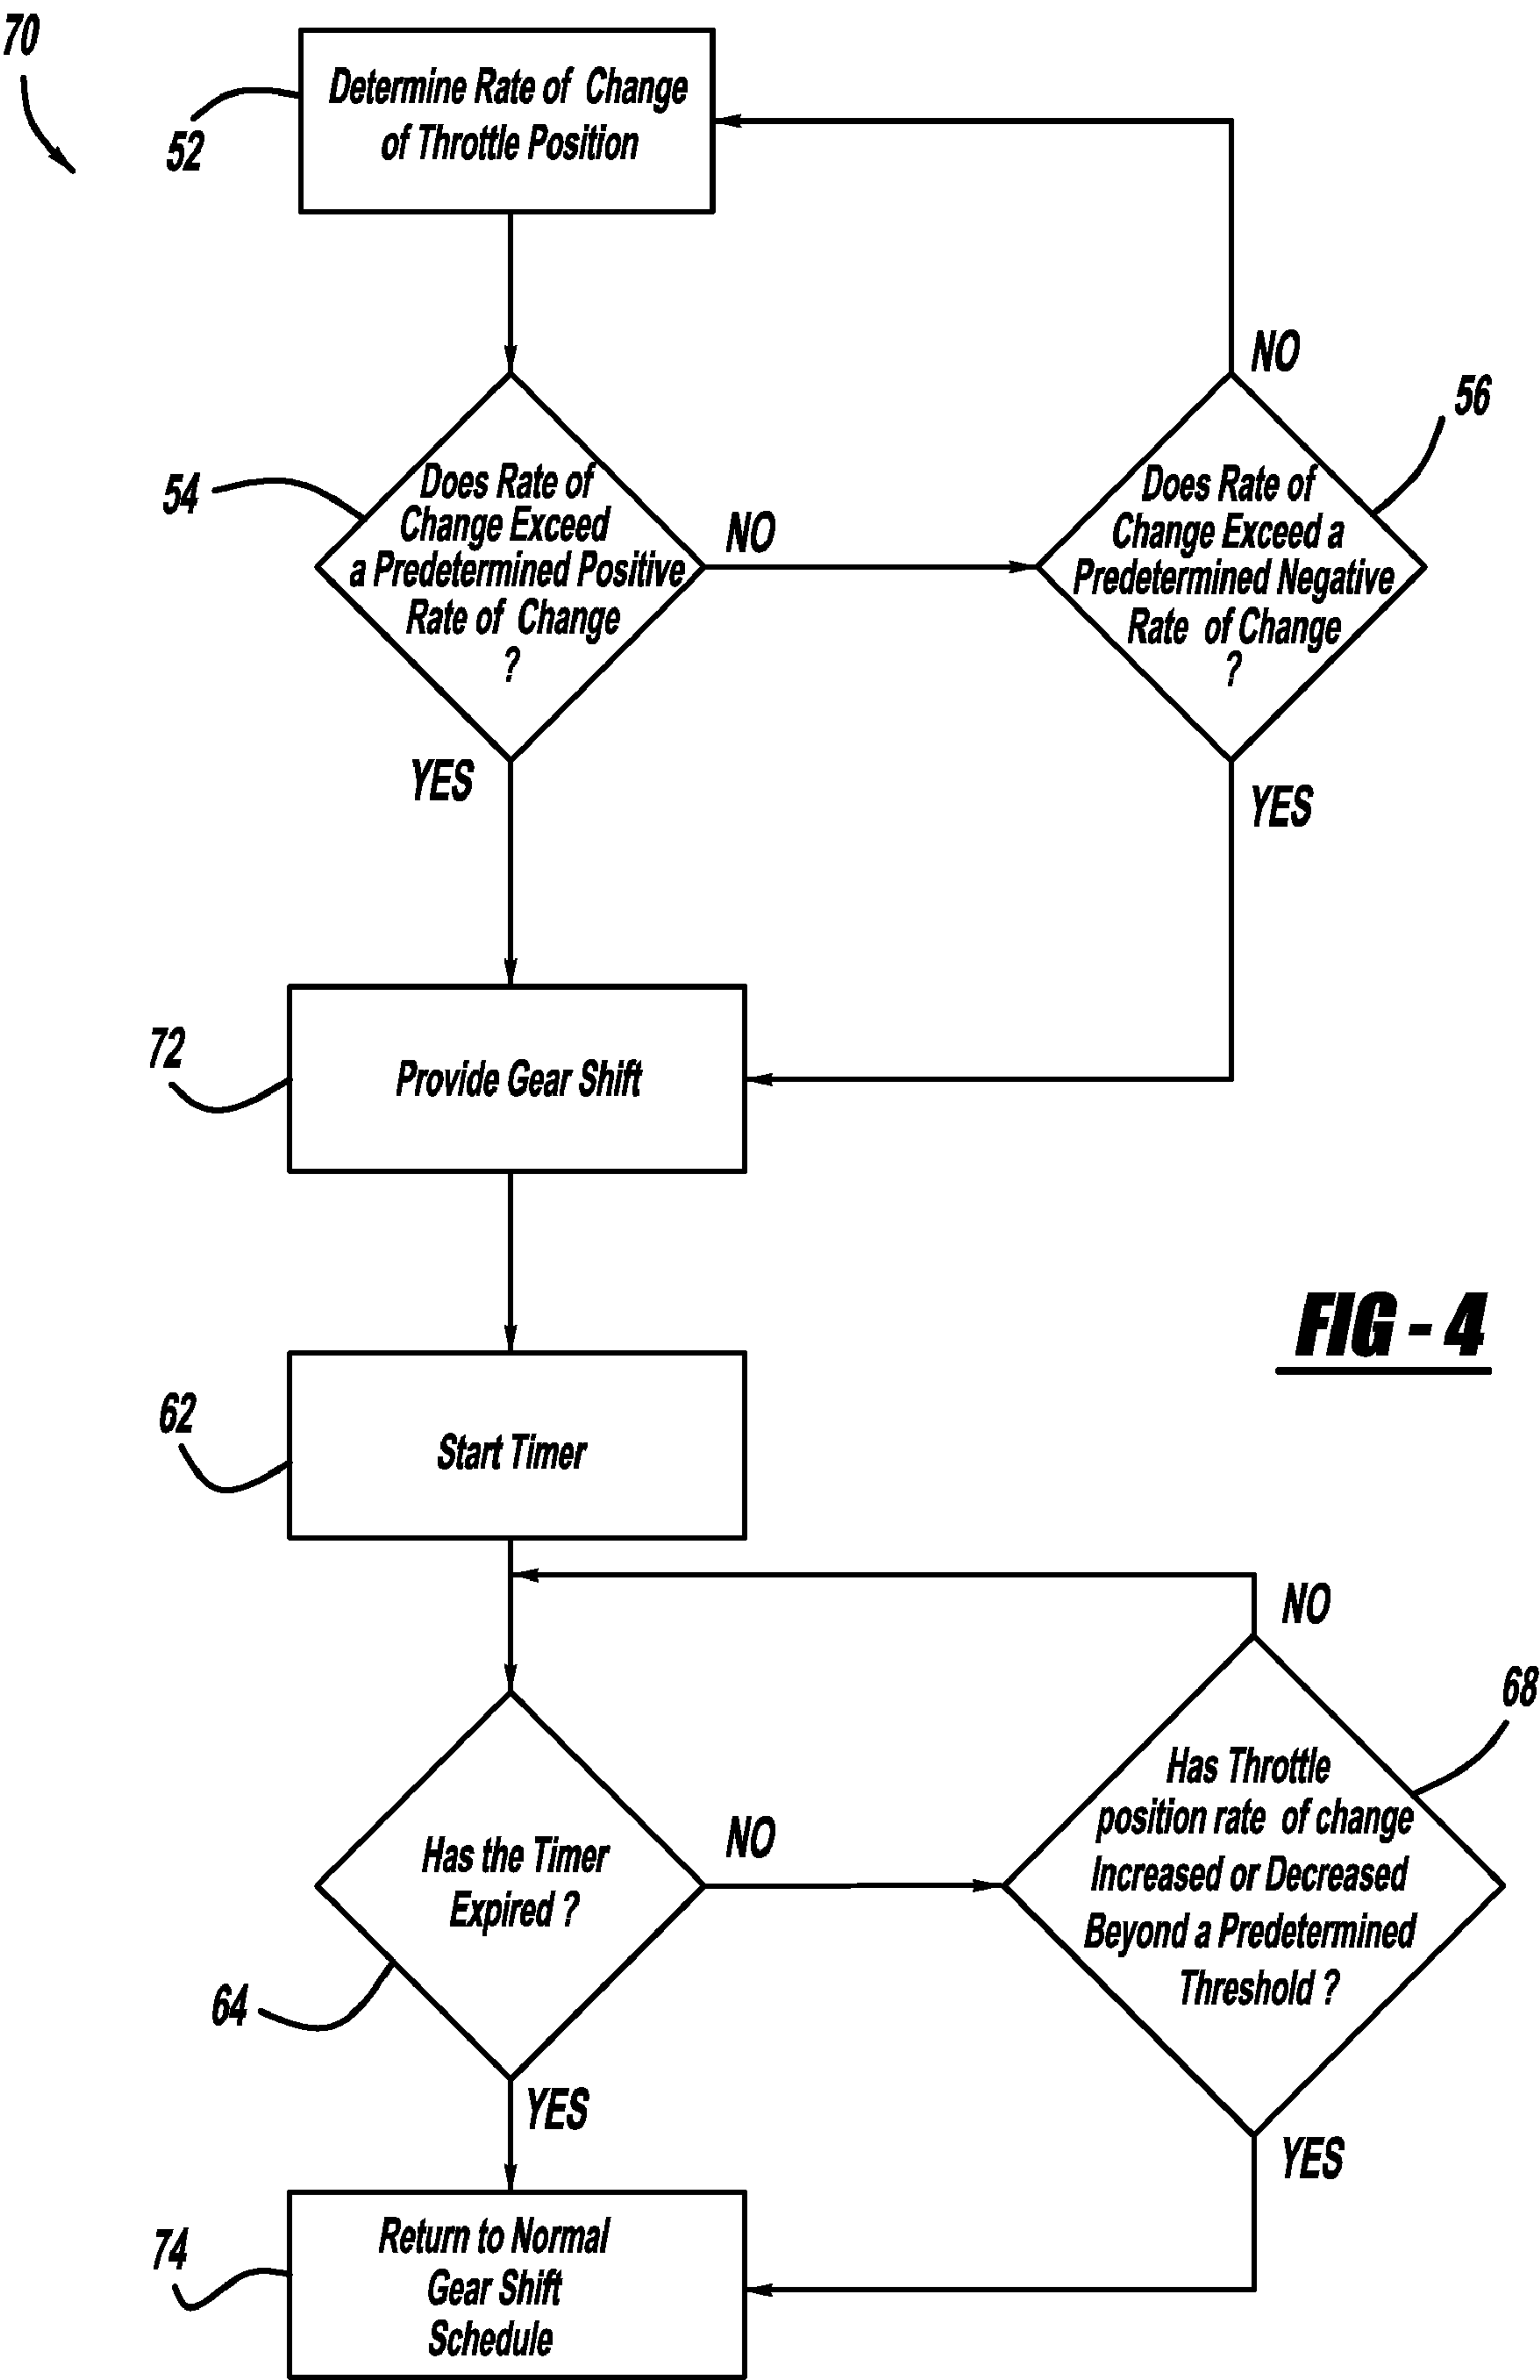 70
Determine Rate of Change
of Throttle Position
52
NO
56
54
Does Rate of
Change Exceed
a Predetermined Positive
Rate of Change
?
NO
Does Rate of
Change Exceed a
Predetermined Negative
Rate of Change
?
YES
YES
72
Provide Gear Shift
FIG - 4
62
Start Timer
NO
68
Has the Timer
Expired ?
NO
Has Throttle
position rate of change
Increased or Decreased
Beyond a Predetermined
Threshold ?
64
YES
YES
74
Return to Normal
Gear Shift
Schedule